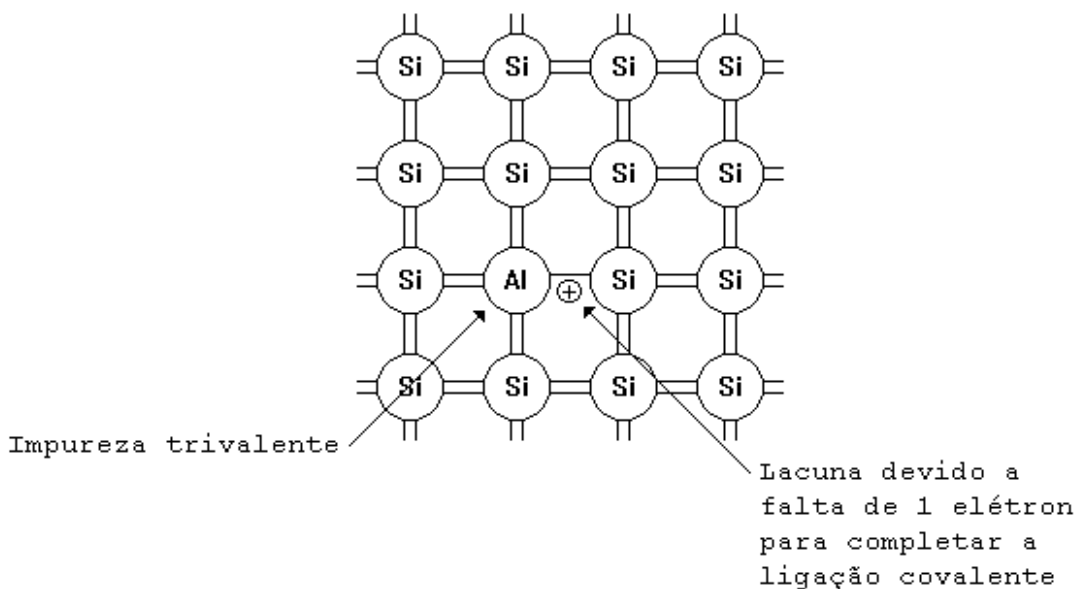 Si Si Si Si
Si Si Si Si
Si Al Si Si
Si Si Si Si
Impureza trivalente
Lacuna devido a
falta de 1 elétron
para completar a
ligação covalente